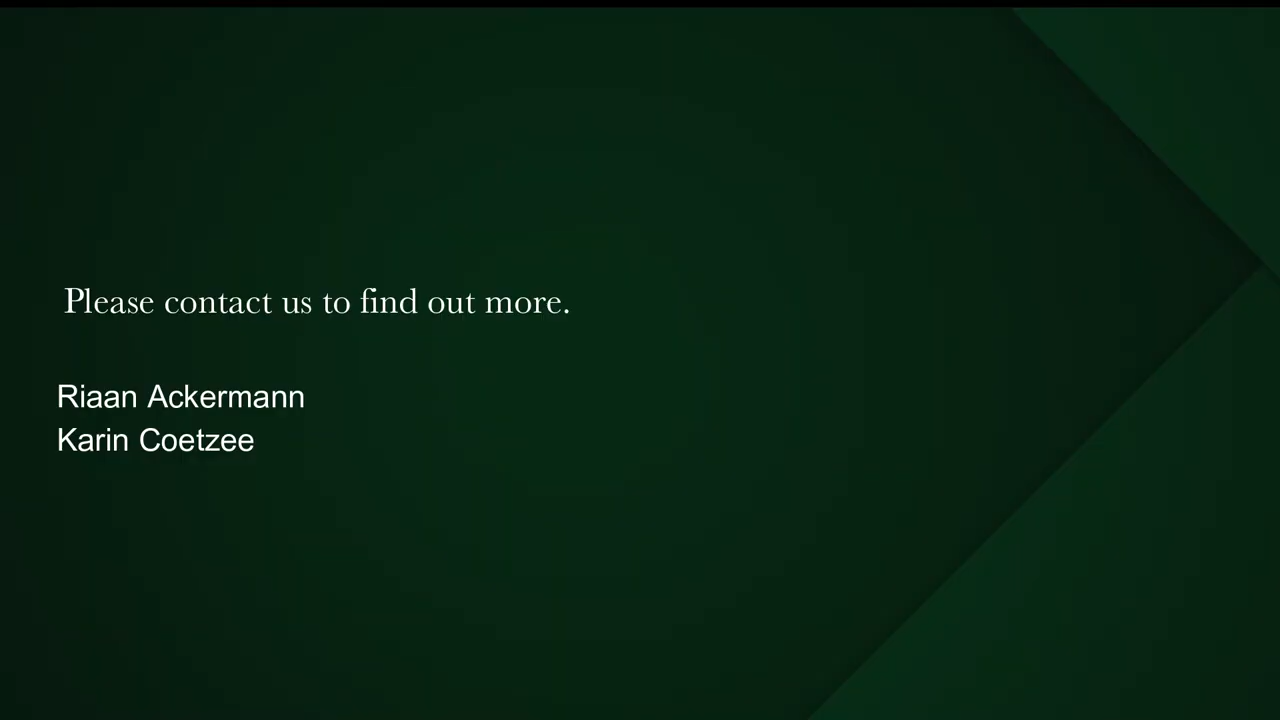 Please contact us to find out more.
Riaan Ackermann
Karin Coetzee